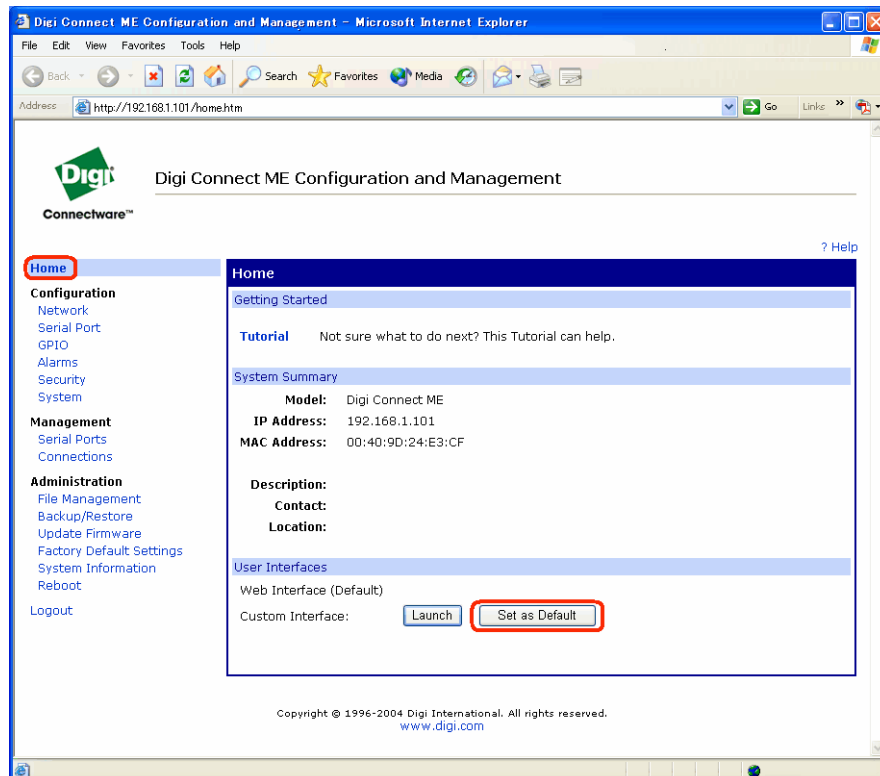 Digi Connect ME Configuration and Management - Microsoft Internet Explorer
File Edit View Favorites Tools Help
Back Search Favorites Media
Address http://192.168.1.101/home.htm Go Links »
Digi
Connectware™
Digi Connect ME Configuration and Management
? Help
Home
Configuration
Network
Serial Port
GPIO
Alarms
Security
System
Management
Serial Ports
Connections
Administration
File Management
Backup/Restore
Update Firmware
Factory Default Settings
System Information
Reboot
Logout
Home
Getting Started
Tutorial Not sure what to do next? This Tutorial can help.
System Summary
Model: Digi Connect ME
IP Address: 192.168.1.101
MAC Address: 00:40:9D:24:E3:CF
Description:
Contact:
Location:
User Interfaces
Web Interface (Default)
Custom Interface: Launch Set as Default
Copyright © 1996-2004 Digi International. All rights reserved.
www.digi.com